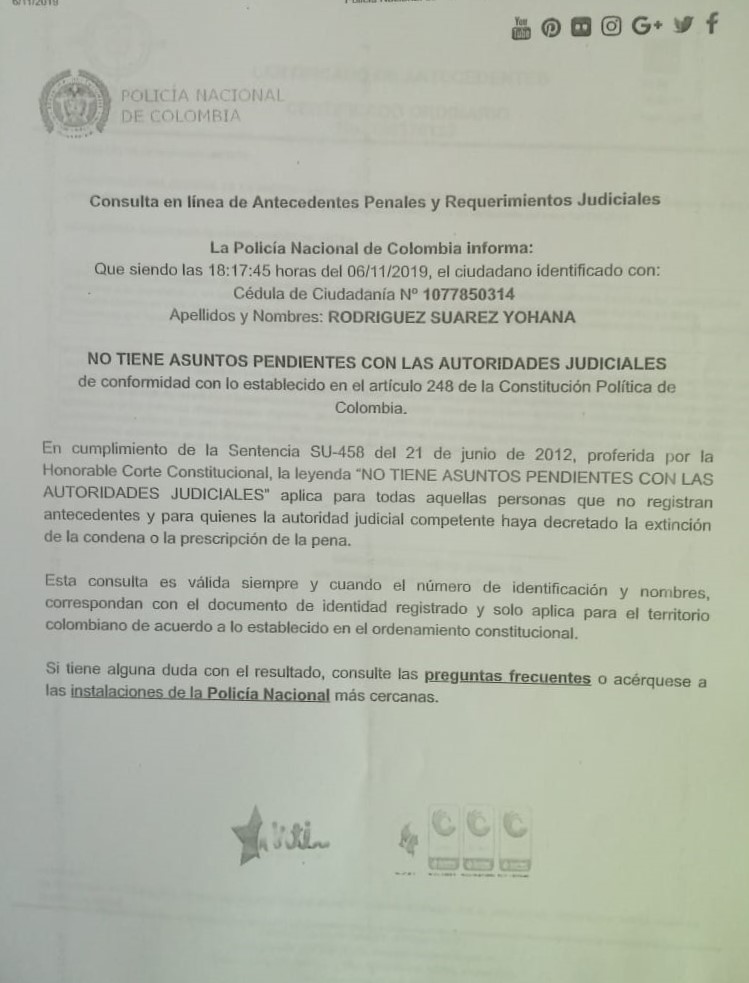 6/11/2019
You
Tube
G+
POLICÍA NACIONAL
DE COLOMBIA
Consulta en línea de Antecedentes Penales y Requerimientos Judiciales
La Policía Nacional de Colombia informa:
Que siendo las 18:17:45 horas del 06/11/2019, el ciudadano identificado con:
Cédula de Ciudadanía Nº 1077850314
Apellidos y Nombres: RODRIGUEZ SUAREZ YOHANA
NO TIENE ASUNTOS PENDIENTES CON LAS AUTORIDADES JUDICIALES
de conformidad con lo establecido en el artículo 248 de la Constitución Política de
Colombia.
En cumplimiento de la Sentencia SU-458 del 21 de junio de 2012, proferida por la
Honorable Corte Constitucional, la leyenda "NO TIENE ASUNTOS PENDIENTES CON LAS
AUTORIDADES JUDICIALES" aplica para todas aquellas personas que no registran
antecedentes y para quienes la autoridad judicial competente haya decretado la extinción
de la condena o la prescripción de la pena.
Esta consulta es válida siempre y cuando el número de identificación y nombres,
correspondan con el documento de identidad registrado y solo aplica para el territorio
colombiano de acuerdo a lo establecido en el ordenamiento constitucional.
Si tiene alguna duda con el resultado, consulte las preguntas frecuentes o acérquese a
las instalaciones de la Policía Nacional más cercanas.